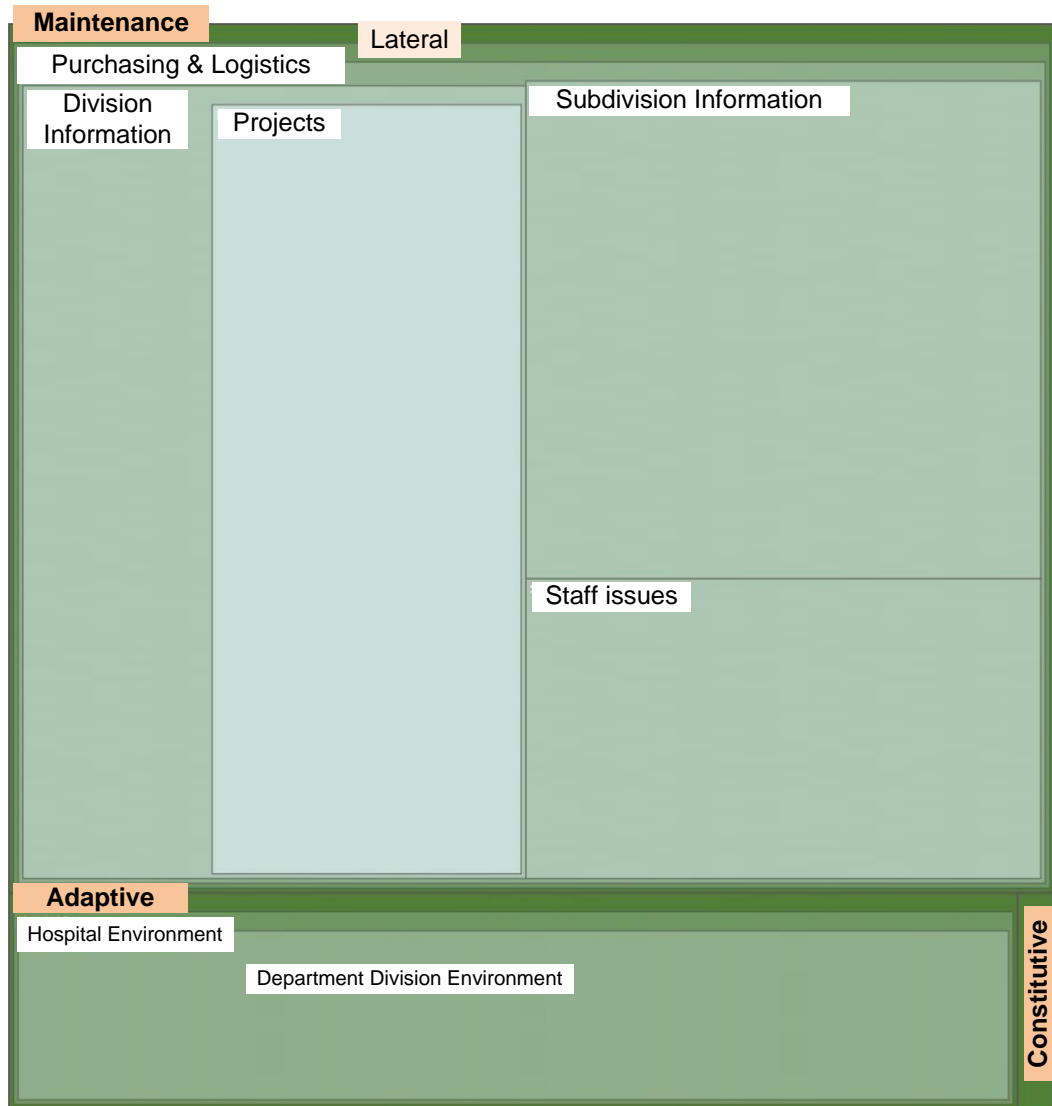 Maintenance
Lateral
Purchasing & Logistics
Division
Information
Projects
Subdivision Information
Staff issues
Adaptive
Hospital Environment
Department Division Environment
Constitutive